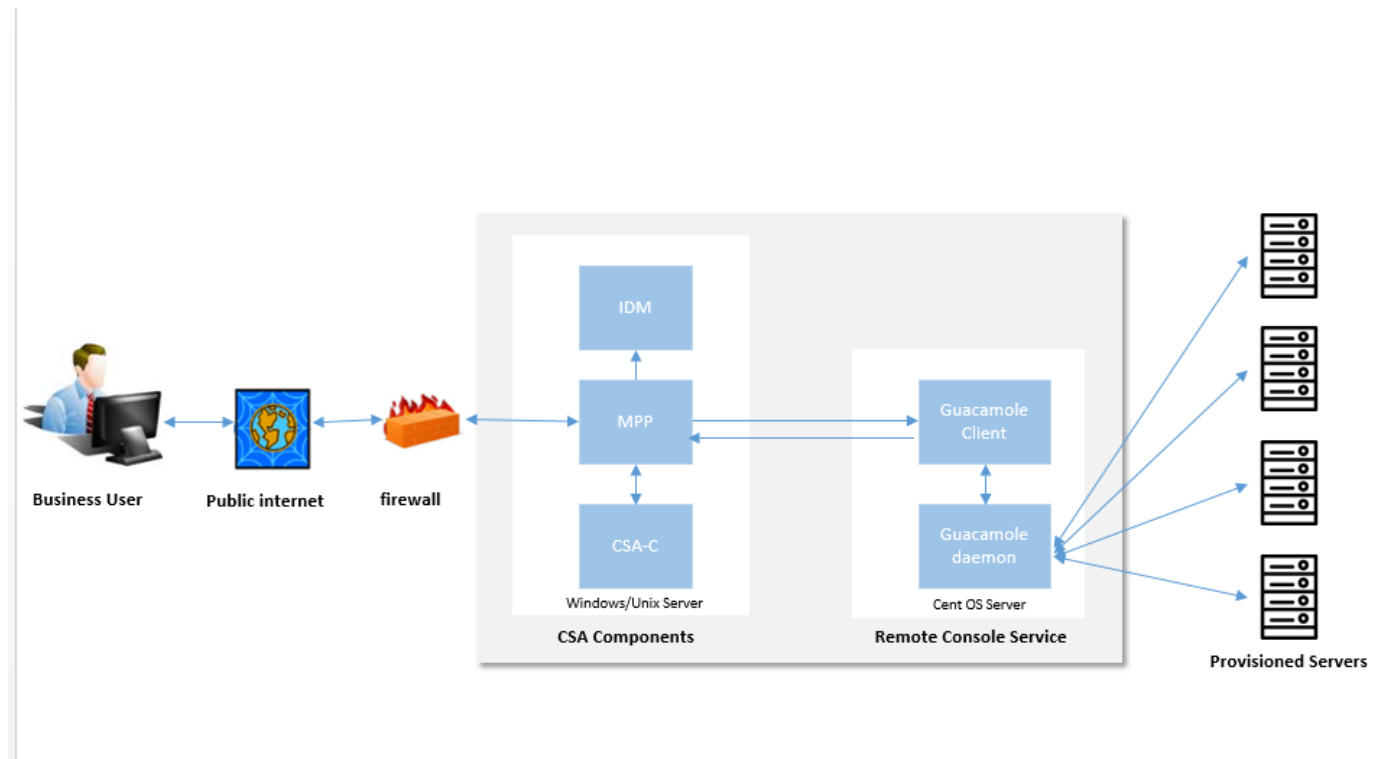 IDM
MPP
CSA-C
Windows/Unix Server
CSA Components
Guacamole
Client
Guacamole
daemon
Cent OS Server
Remote Console Service
Business User
Public internet
firewall
Provisioned Servers